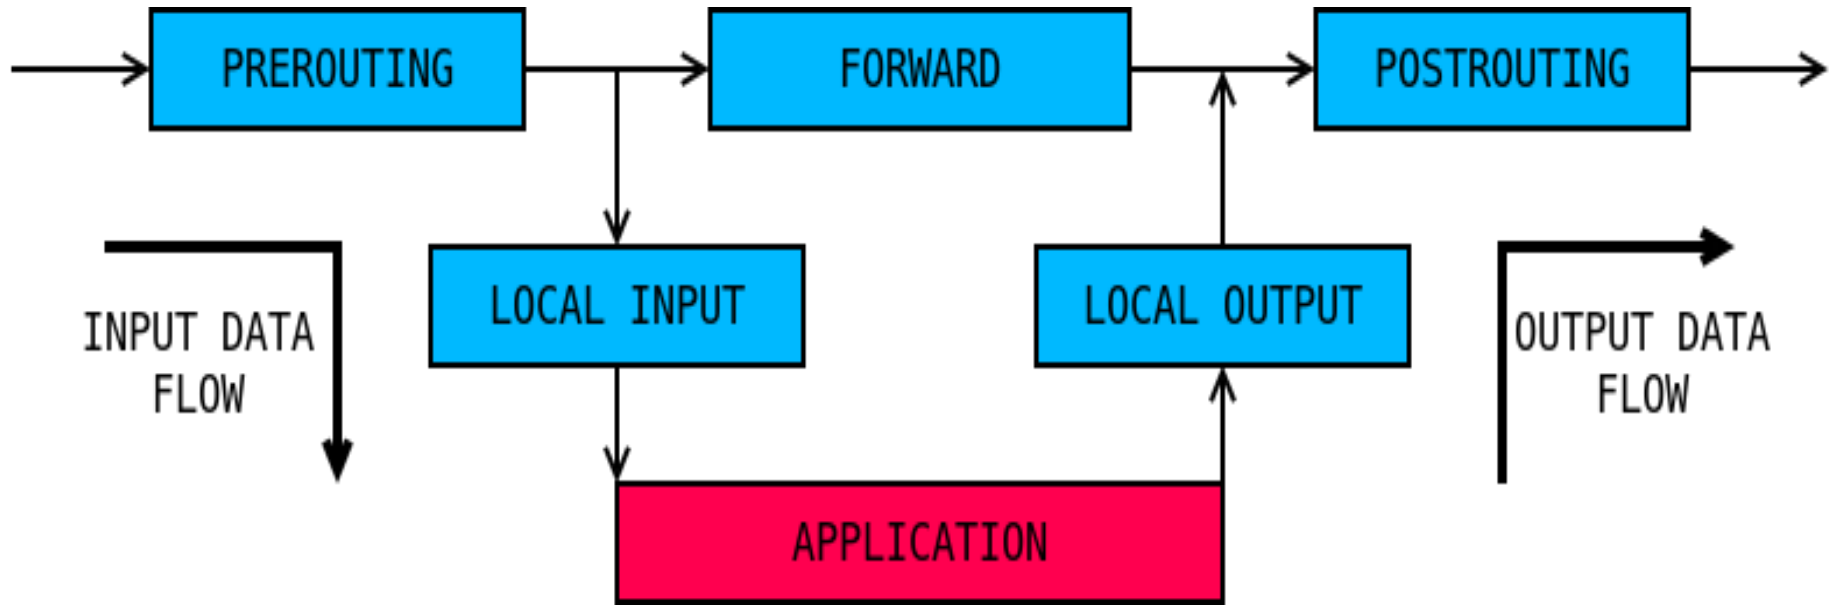 PREROUTING
FORWARD
POSTROUTING
LOCAL INPUT
LOCAL OUTPUT
INPUT DATA
FLOW
OUTPUT DATA
FLOW
APPLICATION